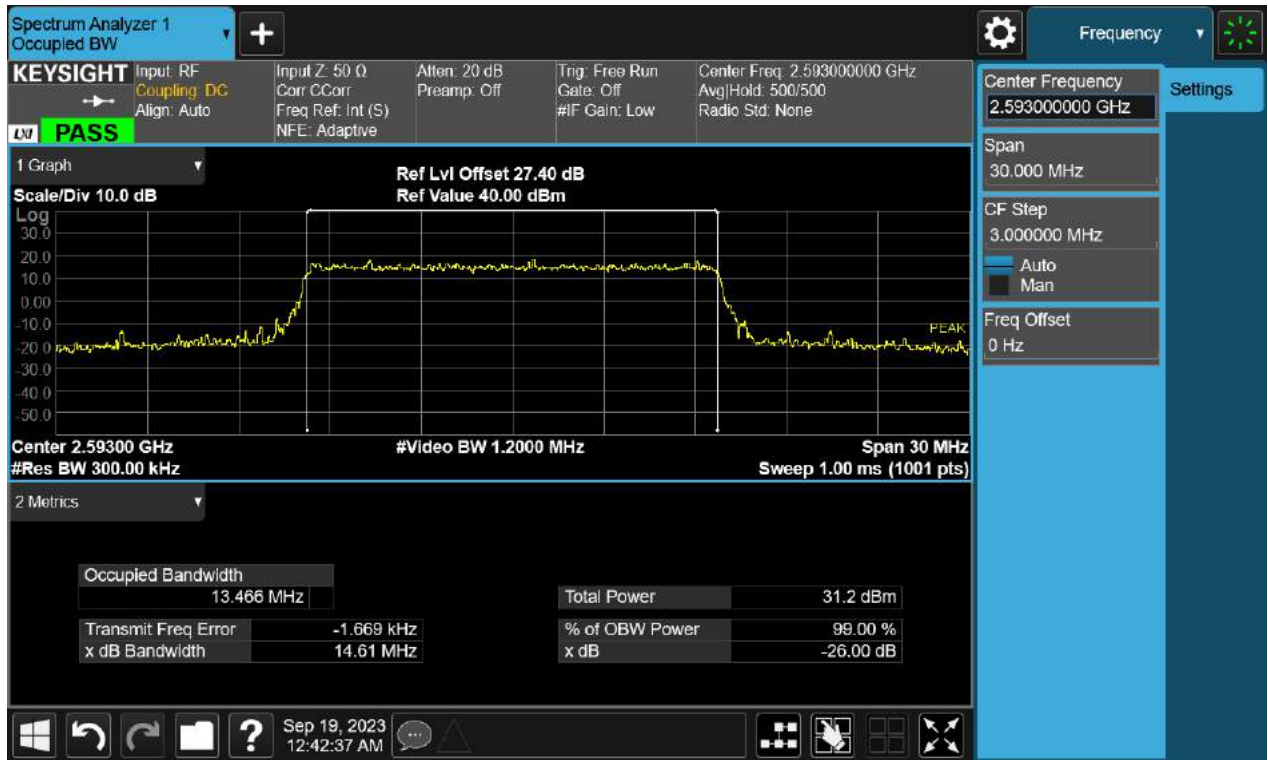 Spectrum Analyzer 1
Occupied BW
+
Frequency
KEYSIGHT
Input: RF
Coupling: DC
Align: Auto
Input Z: 50 Ω
Corr CCorr
Freq Ref: Int (S)
NFE: Adaptive
Atten: 20 dB
Preamp: Off
Trig: Free Run
Gate: Off
#IF Gain: Low
Center Freq: 2.593000000 GHz
Avg|Hold: 500/500
Radio Std: None
LXI PASS
Center Frequency
2.593000000 GHz
Settings
Span
30.000 MHz
CF Step
3.000000 MHz
Auto
Man
Freq Offset
0 Hz
1 Graph
Scale/Div 10.0 dB
Ref Lvl Offset 27.40 dB
Ref Value 40.00 dBm
Log
30.0
20.0
10.0
0.00
-10.0
-20.0
-30.0
-40.0
-50.0
PEAK
Center 2.59300 GHz
#Video BW 1.2000 MHz
Span 30 MHz
#Res BW 300.00 kHz
Sweep 1.00 ms (1001 pts)
2 Metrics
Occupied Bandwidth
13.466 MHz
Total Power 31.2 dBm
Transmit Freq Error -1.669 kHz
% of OBW Power 99.00 %
x dB Bandwidth 14.61 MHz
x dB -26.00 dB
?
Sep 19, 2023
12:42:37 AM